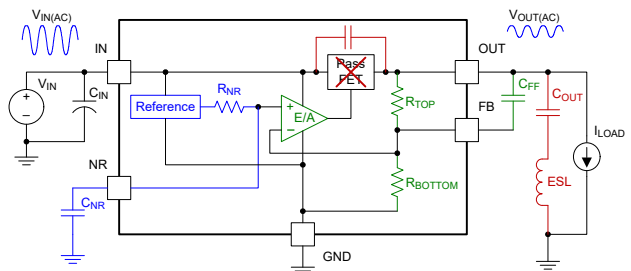 VIN(AC)
VOUT(AC)
IN
OUT
Pass
FET
VIN
CIN
Reference
RNR
+
E/A
−
RTOP
FB
CFF
COUT
ILOAD
NR
CNR
RBOTTOM
ESL
GND